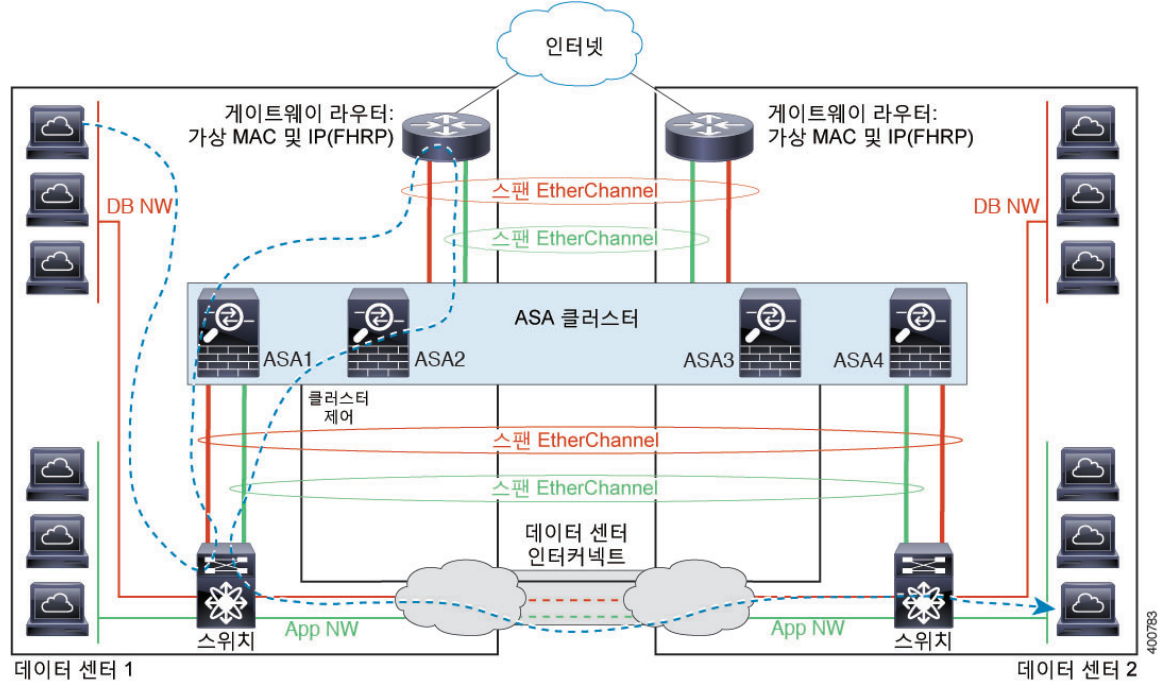 인터넷
게이트웨이 라우터:
가상 MAC 및 IP(FHRP)
게이트웨이 라우터:
가상 MAC 및 IP(FHRP)
DB NW
스팬 EtherChannel
DB NW
스팬 EtherChannel
ASA 클러스터
ASA1
ASA2
ASA3
ASA4
클러스터
제어
스팬 EtherChannel
스팬 EtherChannel
데이터 센터
인터커넥트
App NW
App NW
스위치
스위치
데이터 센터 1
데이터 센터 2
400783